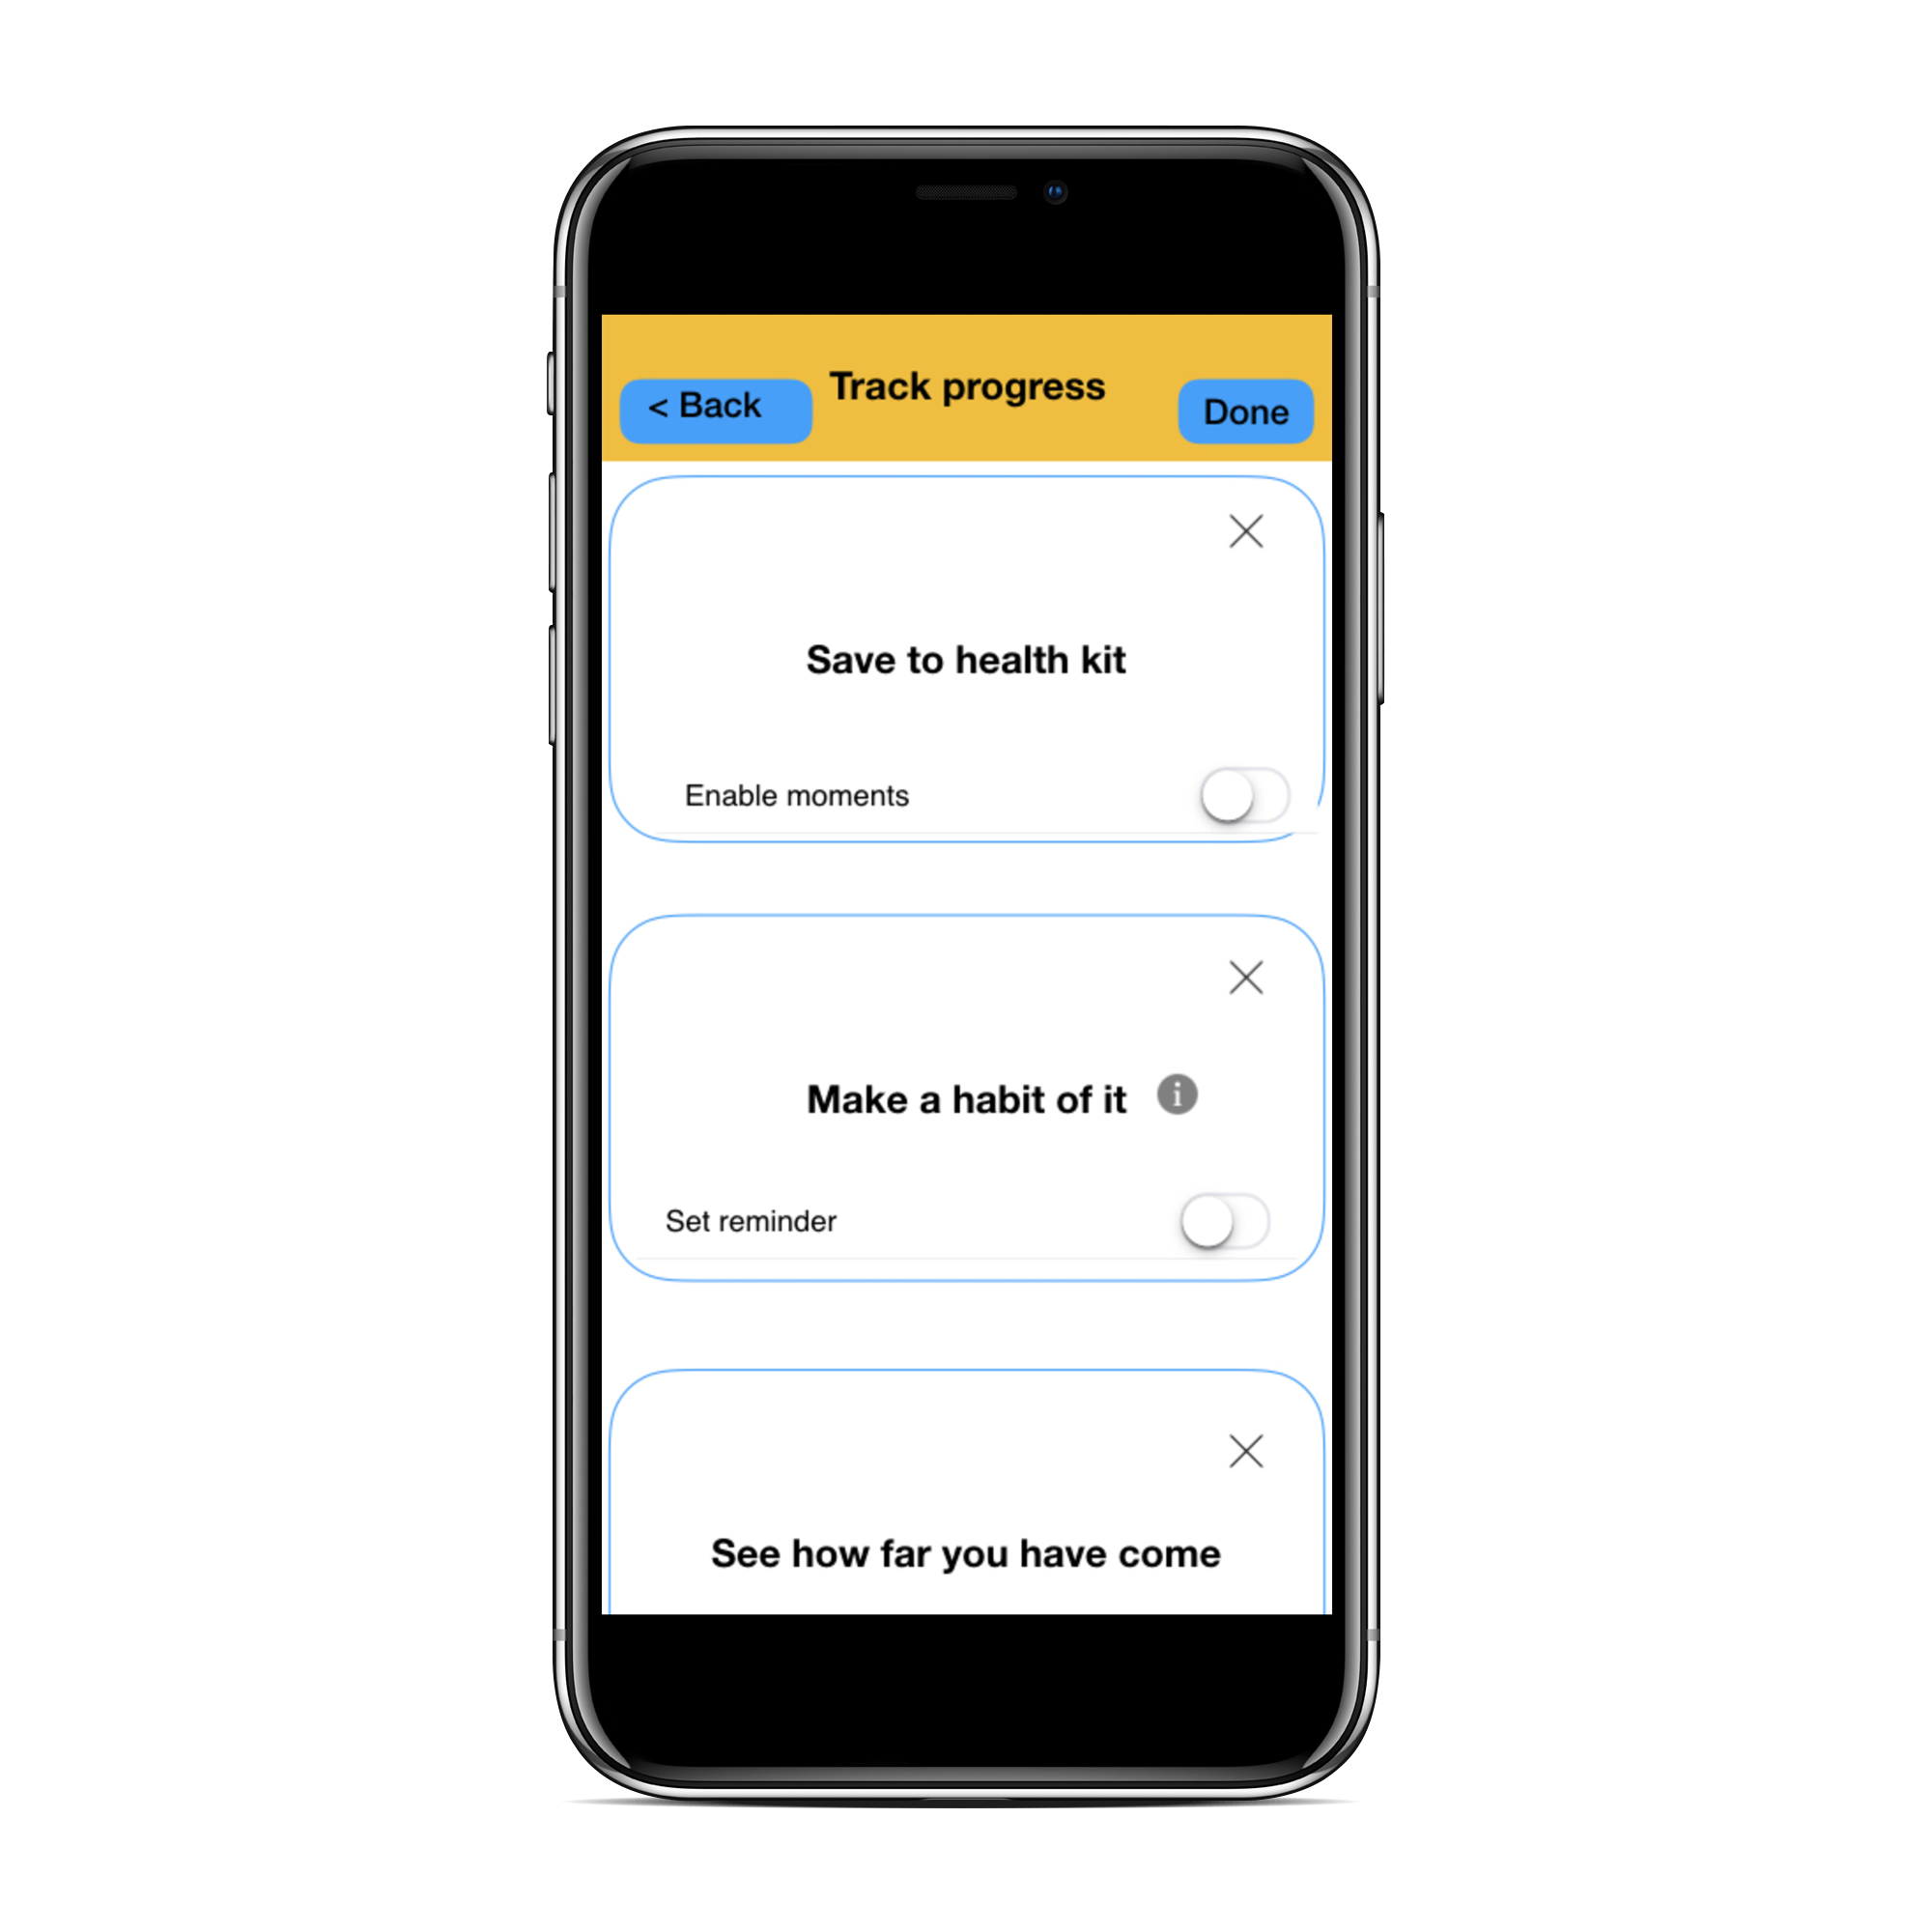 Track progress
< Back
Done
Save to health kit
Enable moments
Make a habit of it
Set reminder
See how far you have come